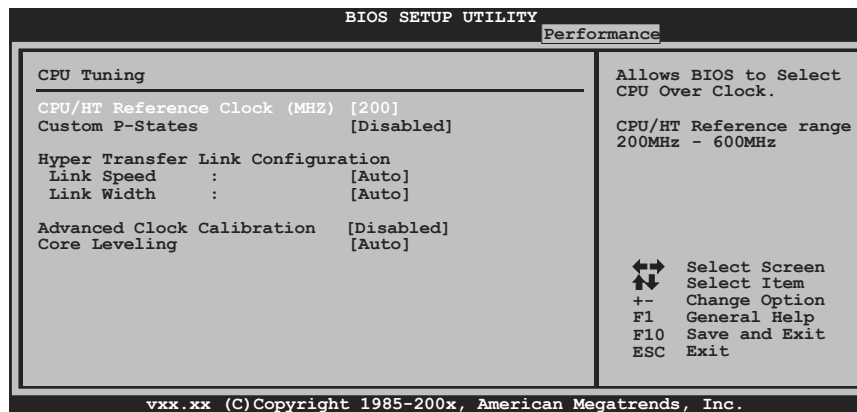 BIOS SETUP UTILITY
Performance
CPU Tuning
CPU/HT Reference Clock (MHZ) [200]
Custom P-States [Disabled]
Hyper Transfer Link Configuration
Link Speed : [Auto]
Link Width : [Auto]
Advanced Clock Calibration [Disabled]
Core Leveling [Auto]
Allows BIOS to Select
CPU Over Clock.
CPU/HT Reference range
200MHz - 600MHz
Select Screen
Select Item
+- Change Option
F1 General Help
F10 Save and Exit
ESC Exit
vxx.xx (C)Copyright 1985-200x, American Megatrends, Inc.